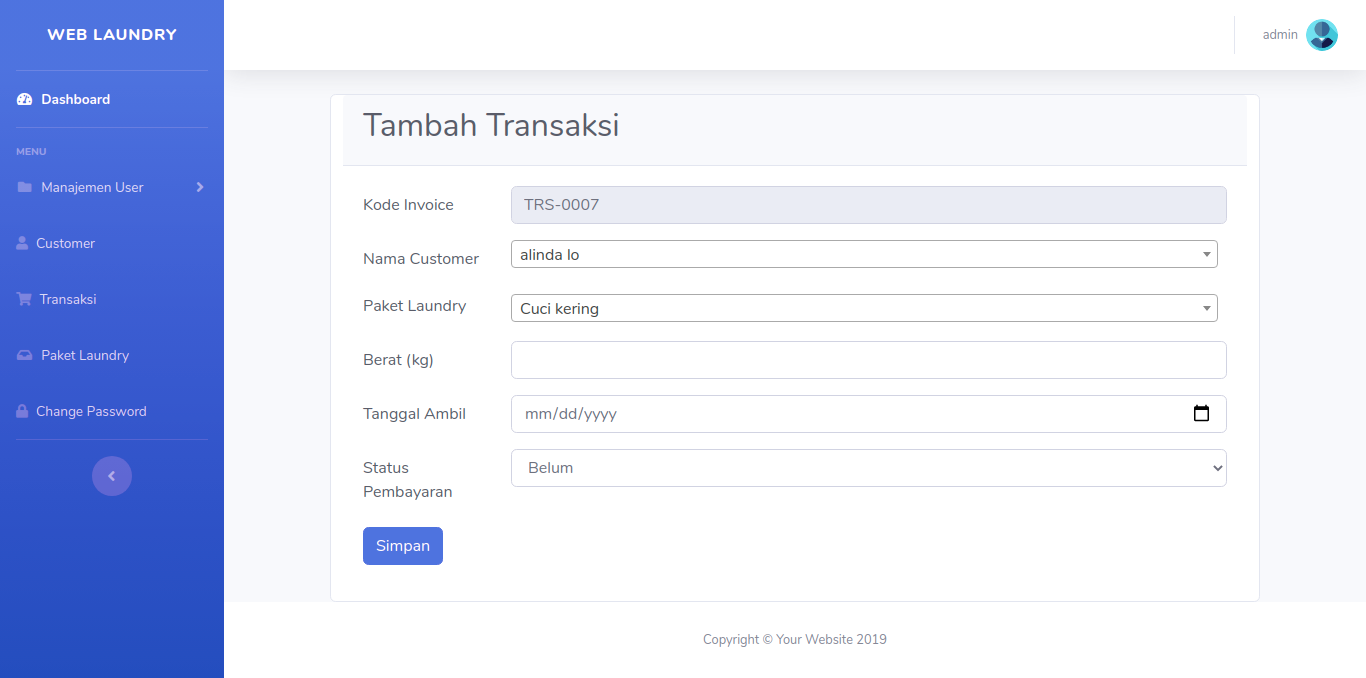 WEB LAUNDRY
admin
Dashboard
MENU
Manajemen User
Customer
Transaksi
Paket Laundry
Change Password
Tambah Transaksi
Kode Invoice
TRS-0007
Nama Customer
alinda lo
Paket Laundry
Cuci kering
Berat (kg)
Tanggal Ambil
mm/dd/yyyy
Status
Pembayaran
Belum
Simpan
Copyright © Your Website 2019